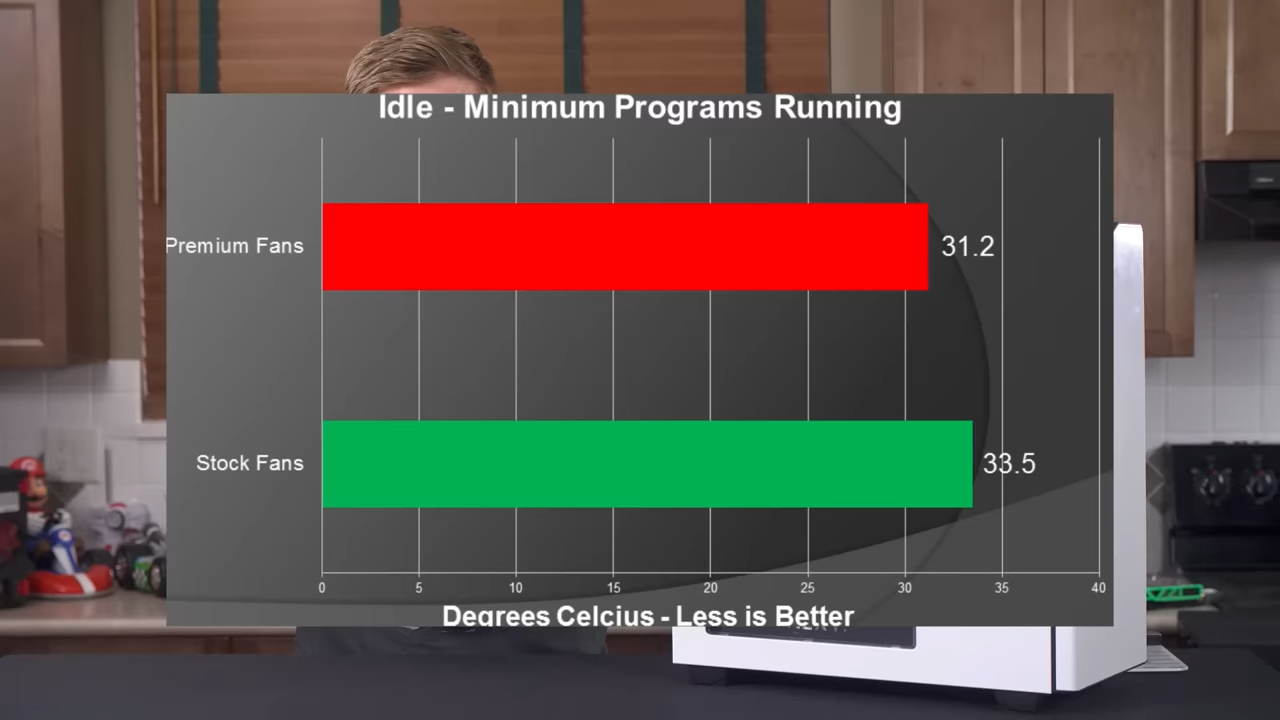 Idle - Minimum Programs Running
Premium Fans
31.2
Stock Fans
33.5
0 5 10 15 20 25 30 35 40
Degrees Celcius - Less is Better